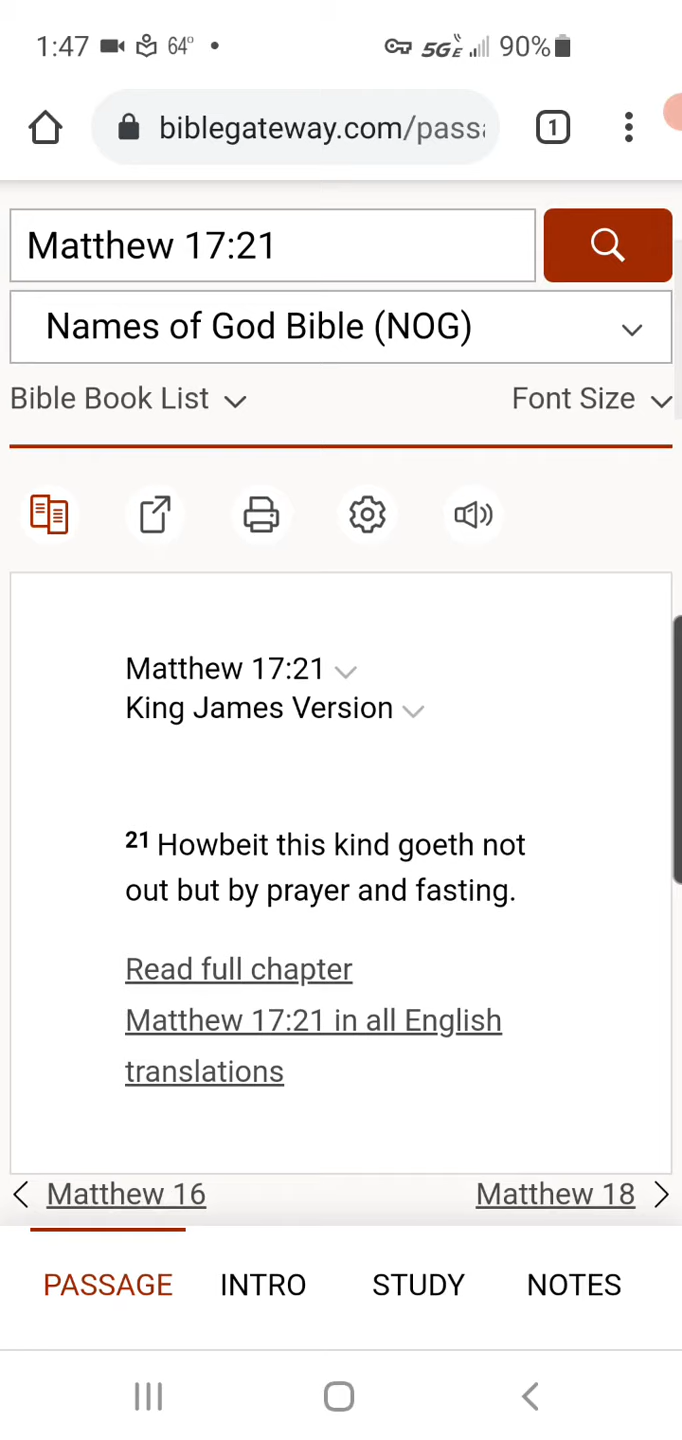 1:47 64° 5GE 90%
biblegateway.com/pass 1
Matthew 17:21
Names of God Bible (NOG)
Bible Book List Font Size
Matthew 17:21
King James Version
21 Howbeit this kind goeth not
out but by prayer and fasting.
Read full chapter
Matthew 17:21 in all English
translations
Matthew 16 Matthew 18
PASSAGE INTRO STUDY NOTES